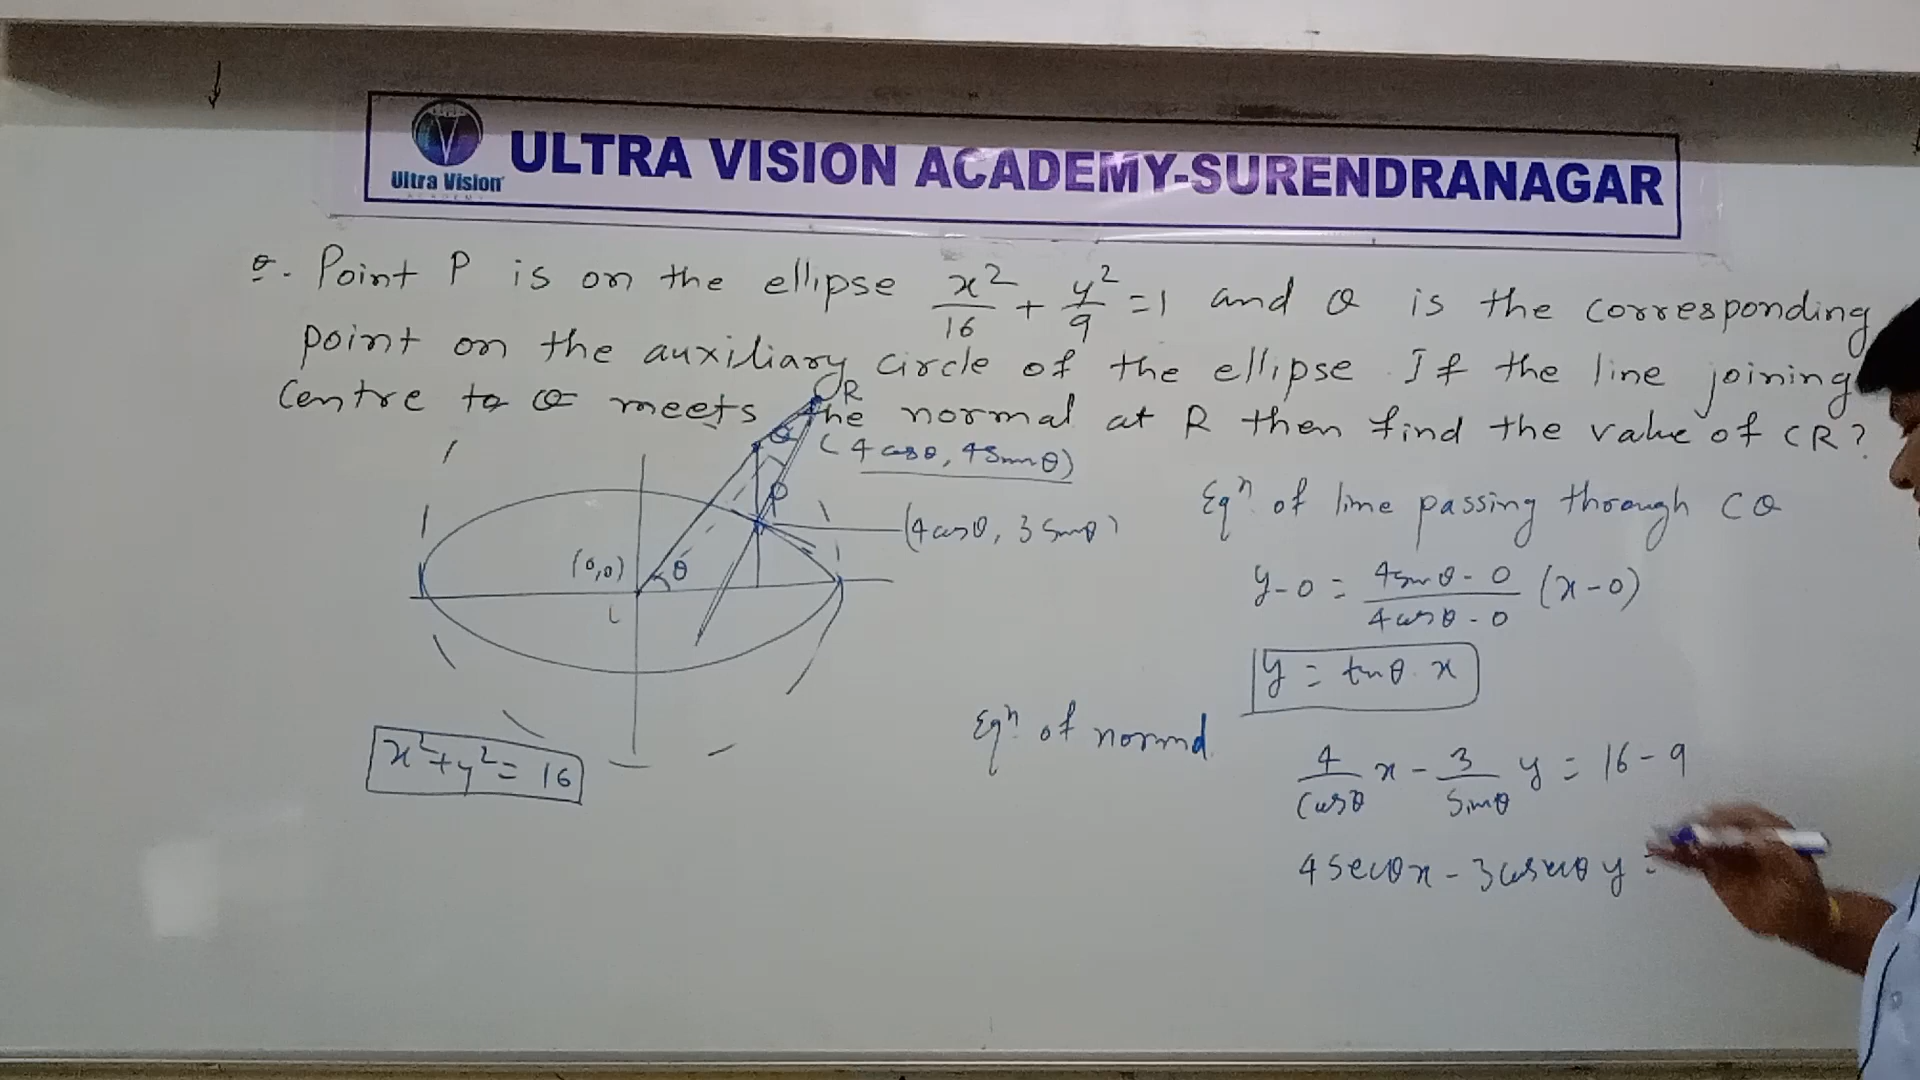 Ultra Vision
ACADEMY
ULTRA VISION ACADEMY-SURENDRANAGAR
Q. Point P is on the ellipse x²/16 + y²/9 = 1 and Q is the corresponding
point on the auxiliary circle of the ellipse. If the line joining
Centre to Q meets the normal at R then find the value of CR?
R
Q
(4cosθ, 4sinθ)
P
(4cosθ, 3sinθ)
(0,0)
θ
C
x²+y²=16
Eqⁿ of line passing through CQ
y-0 = (4sinθ-0)/(4cosθ-0) (x-0)
y = tanθ·x
Eqⁿ of normal
4/cosθ x - 3/sinθ y = 16-9
4secθx - 3cosecθ y =